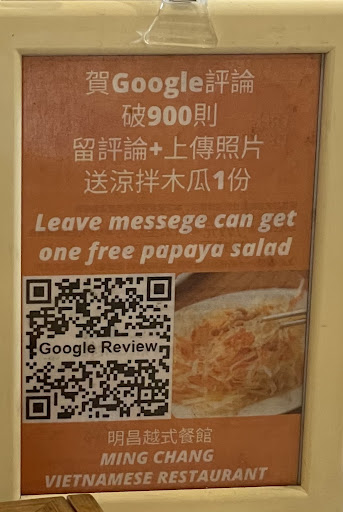 賀Google評論
破900則
留評論+上傳照片
送涼拌木瓜1份
Leave messege can get
one free papaya salad
Google Review
明昌越式餐館
MING CHANG
VIETNAMESE RESTAURANT